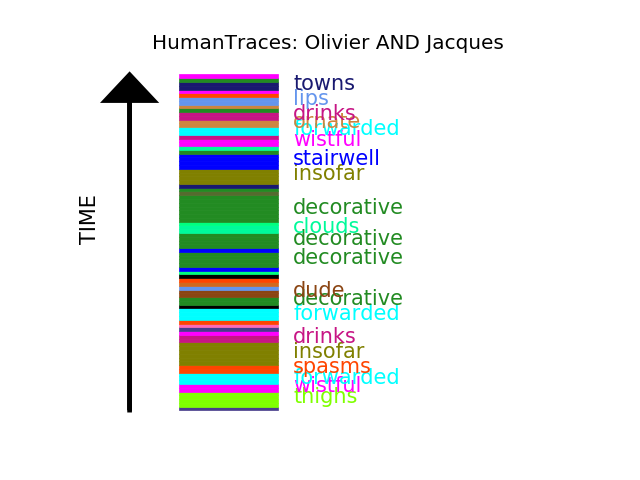 HumanTraces: Olivier AND Jacques
TIME
towns
lips
drinks
ornate
forwarded
wistful
stairwell
insofar
decorative
clouds
decorative
decorative
dude
decorative
forwarded
drinks
insofar
spasms
forwarded
wistful
thighs